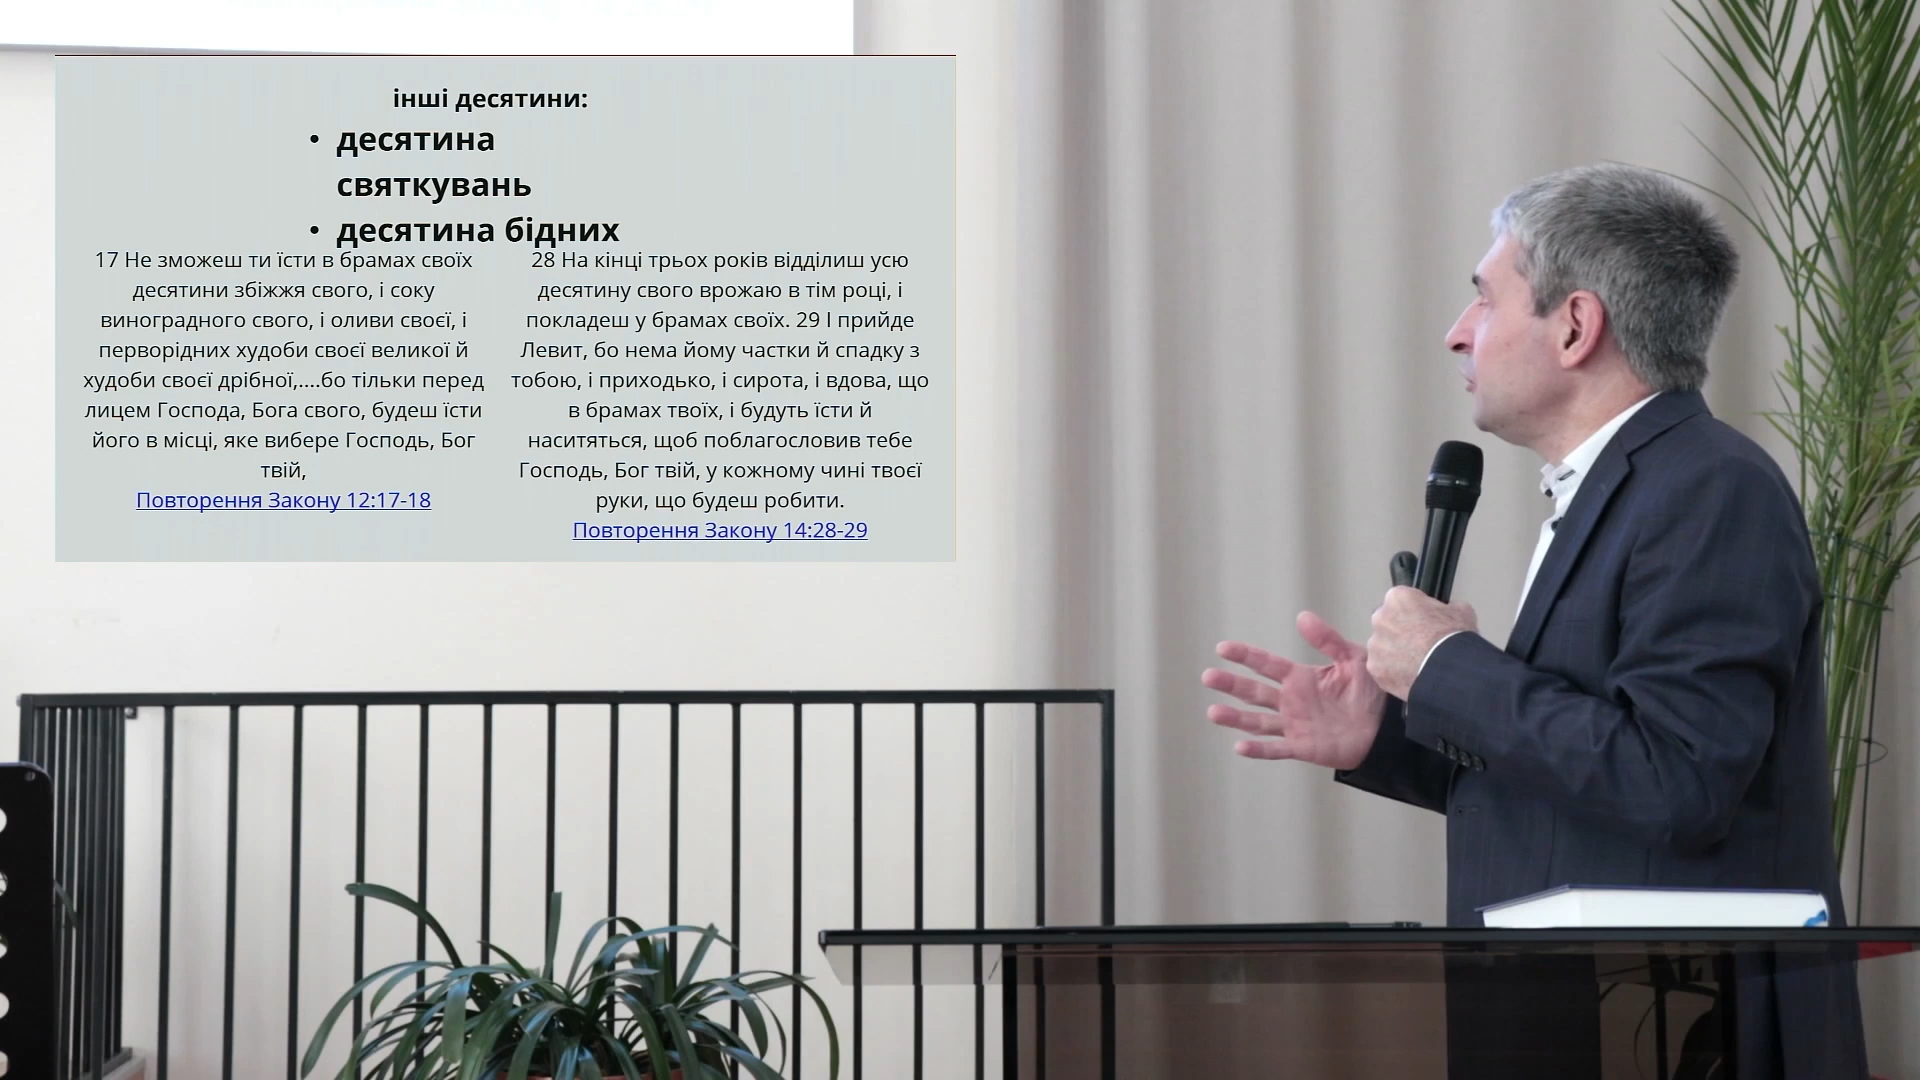 інші десятини:
• десятина
святкувань
• десятина бідних
17 Не зможеш ти їсти в брамах своїх
десятини збіжжя свого, і соку
виноградного свого, і оливи своєї, і
перворідних худоби своєї великої й
худоби своєї дрібної,....бо тільки перед
лицем Господа, Бога свого, будеш їсти
його в місці, яке вибере Господь, Бог
твій,
Повторення Закону 12:17-18
28 На кінці трьох років відділиш усю
десятину свого врожаю в тім році, і
покладеш у брамах своїх. 29 І прийде
Левит, бо нема йому частки й спадку з
тобою, і приходько, і сирота, і вдова, що
в брамах твоїх, і будуть їсти й
наситяться, щоб поблагословив тебе
Господь, Бог твій, у кожному чині твоєї
руки, що будеш робити.
Повторення Закону 14:28-29